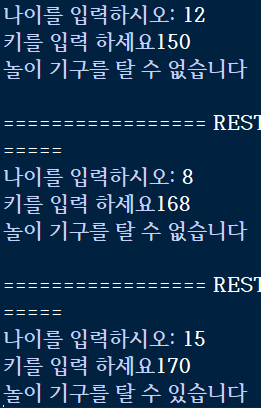 나이를 입력하시오: 12
키를 입력 하세요150
놀이 기구를 탈 수 없습니다
================= REST
=====
나이를 입력하시오: 8
키를 입력 하세요168
놀이 기구를 탈 수 없습니다
================= REST
=====
나이를 입력하시오: 15
키를 입력 하세요170
놀이 기구를 탈 수 있습니다